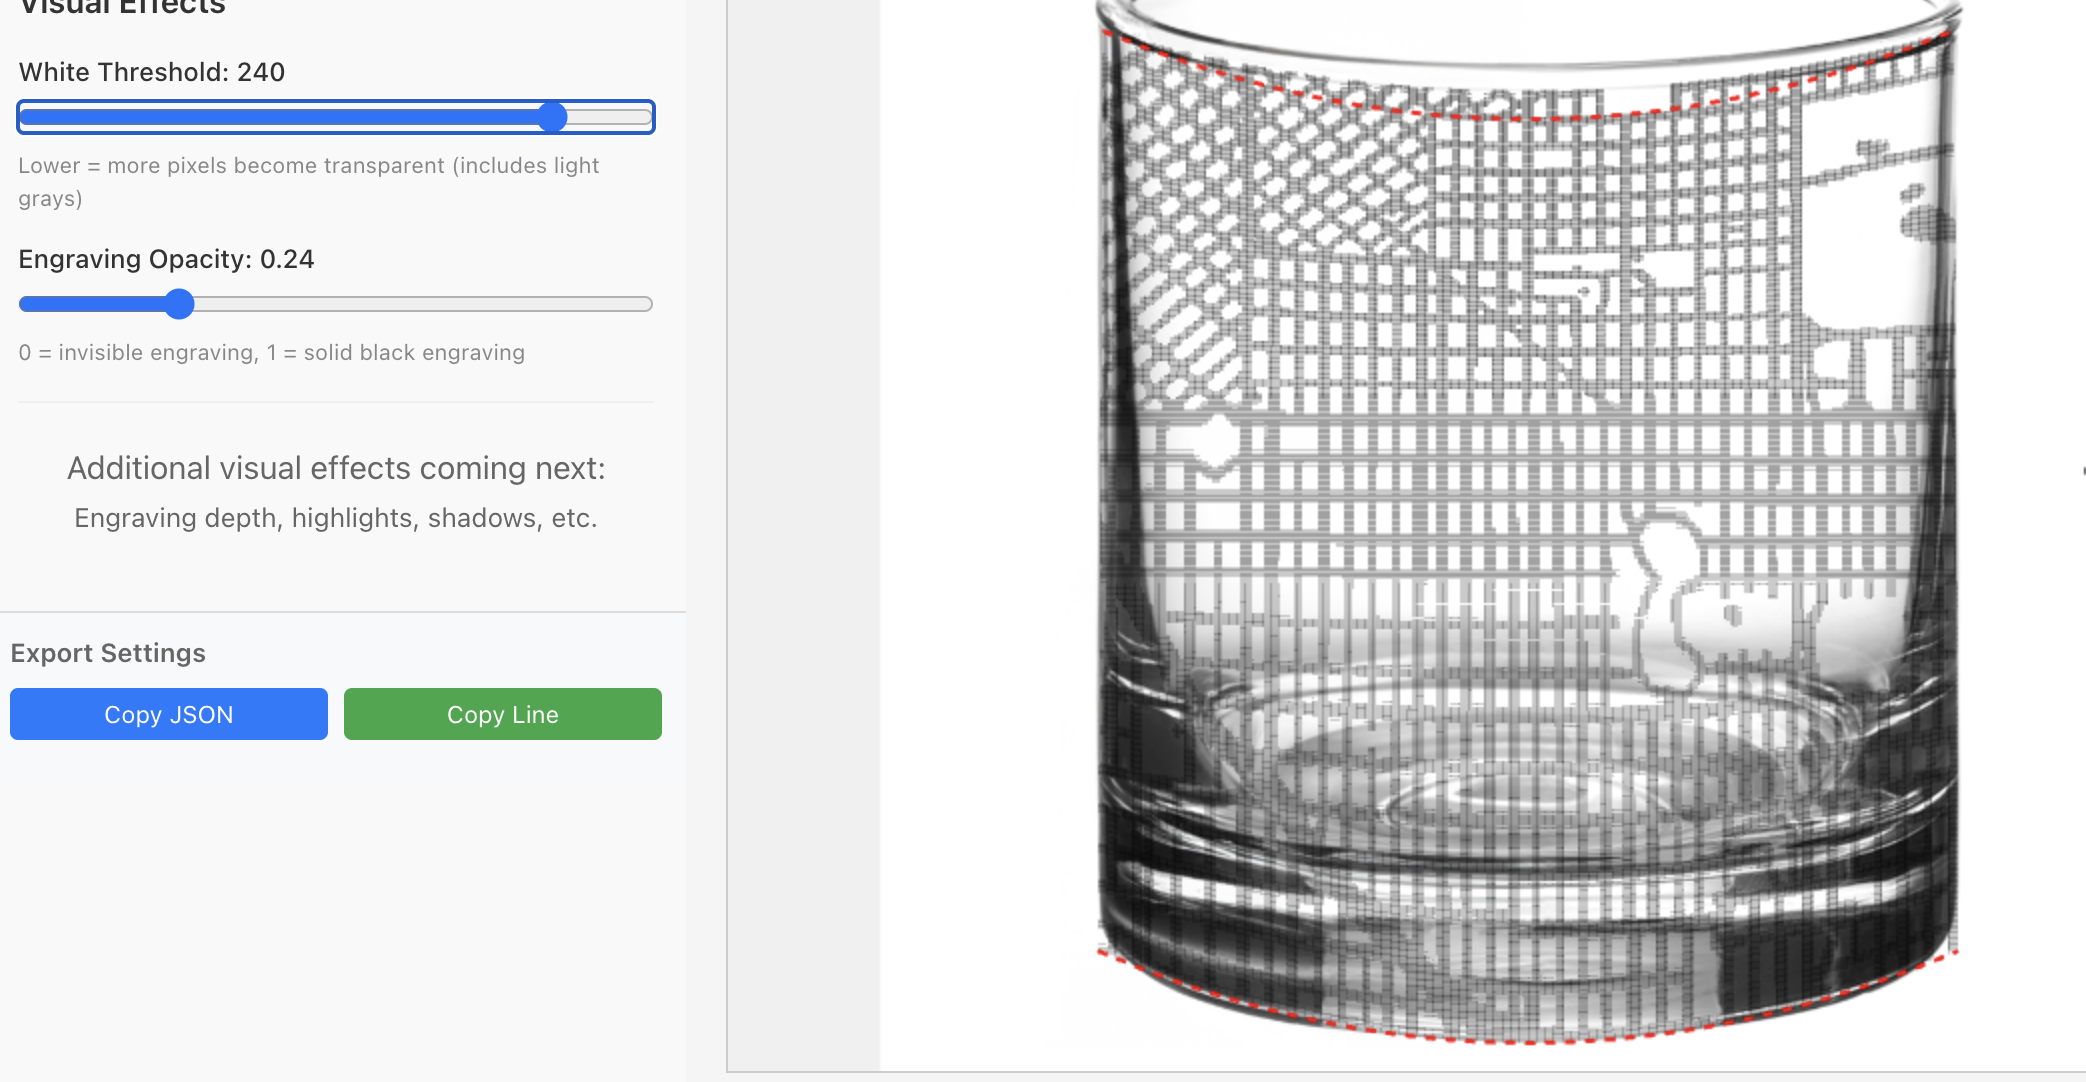 Visual Effects
White Threshold: 240
Lower = more pixels become transparent (includes light
grays)
Engraving Opacity: 0.24
0 = invisible engraving, 1 = solid black engraving
Additional visual effects coming next:
Engraving depth, highlights, shadows, etc.
Export Settings
Copy JSON
Copy Line